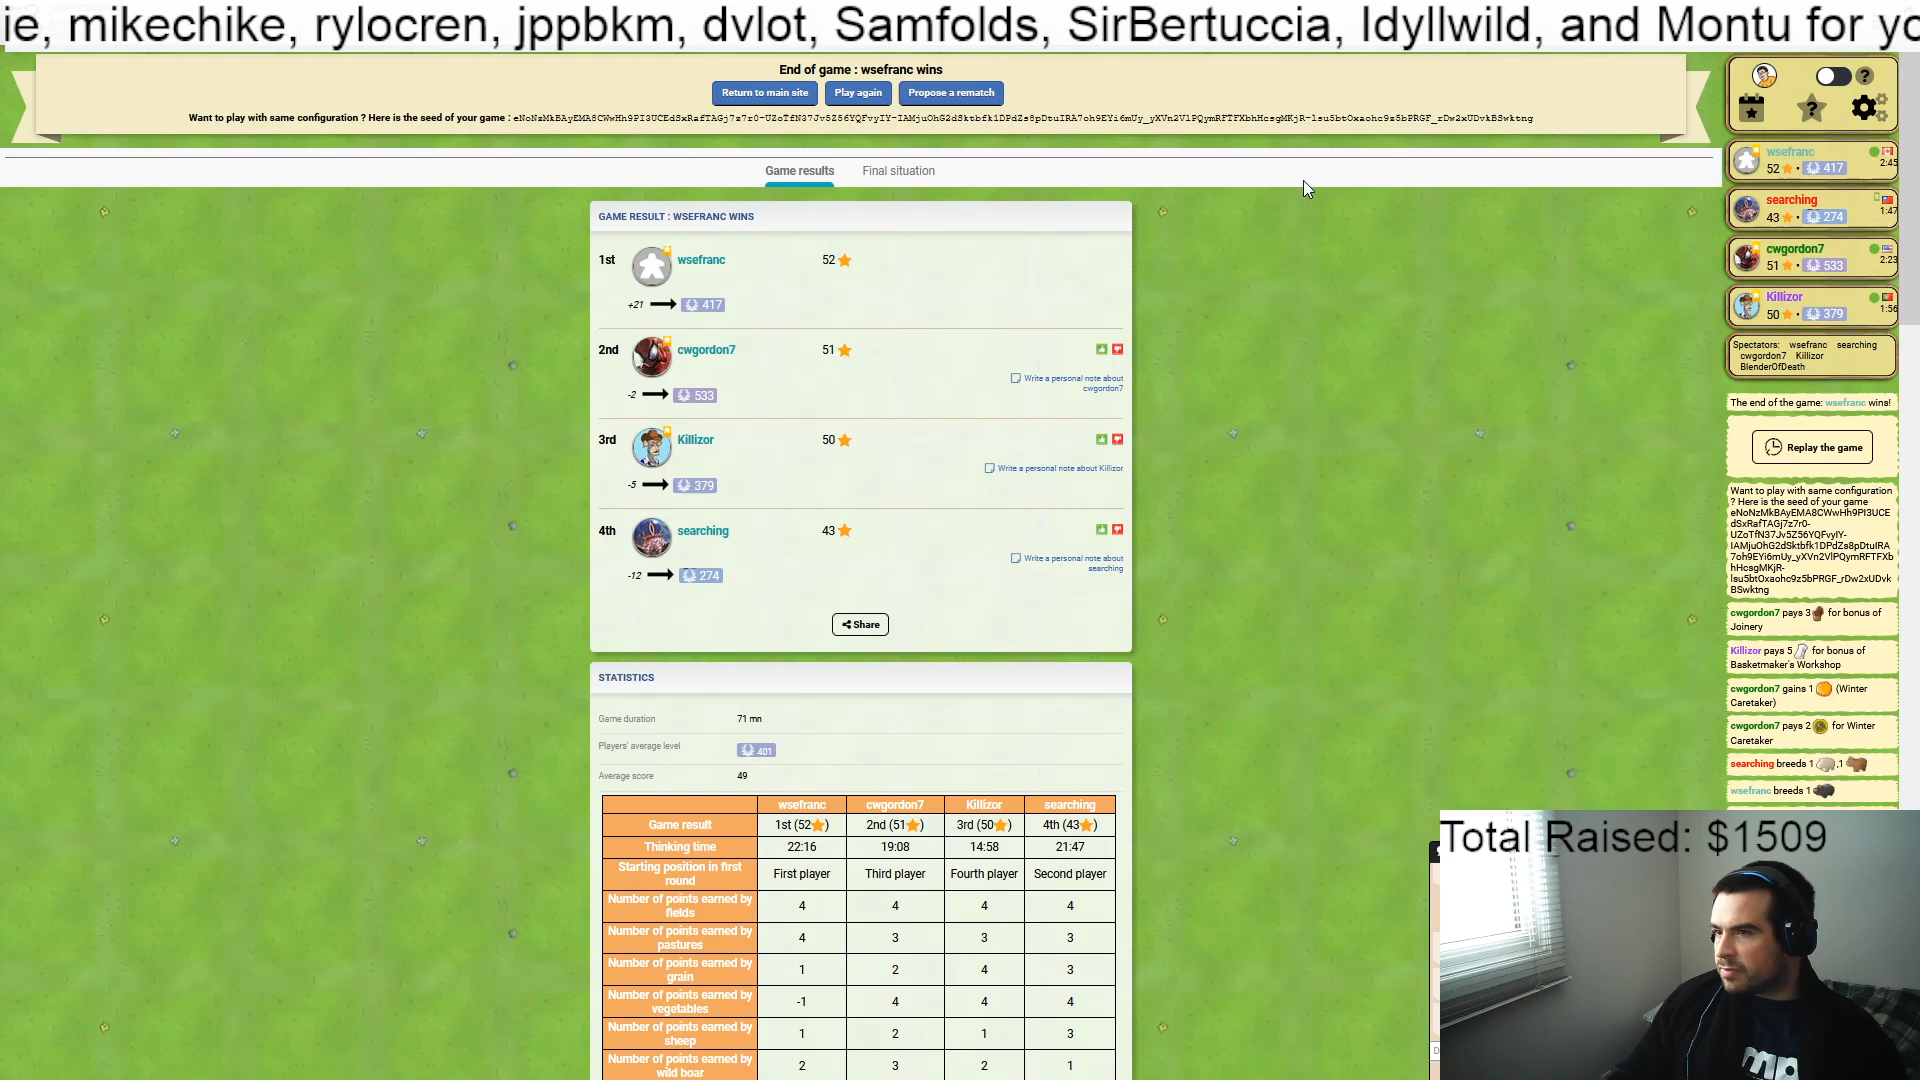 ie, mikechike, rylocren, jppbkm, dvlot, Samfolds, SirBertuccia, Idyllwild, and Montu for yo
End of game : wsefranc wins
Return to main site Play again Propose a rematch
Want to play with same configuration ? Here is the seed of your game :
Game results Final situation
GAME RESULT : WSEFRANC WINS
1st wsefranc 52
+21 417
2nd cwgordon7 51
Write a personal note about
cwgordon7
-2 533
3rd Killizor 50
Write a personal note about Killizor
-5 379
4th searching 43
Write a personal note about
searching
-12 274
Share
STATISTICS
Game duration 71 mn
Players' average level 401
Average score 49
wsefranc cwgordon7 Killizor searching
Game result 1st (52) 2nd (51) 3rd (50) 4th (43)
Thinking time 22:16 19:08 14:58 21:47
Starting position in first
round First player Third player Fourth player Second player
Number of points earned by
fields 4 4 4 4
Number of points earned by
pastures 4 3 3 3
Number of points earned by
grain 1 2 4 3
Number of points earned by
vegetables -1 4 4 4
Number of points earned by
sheep 1 2 1 3
Number of points earned by
wild boar 2 3 2 1
?
?
wsefranc
2:45
52 • 417
searching
1:47
43 • 274
cwgordon7
2:23
51 • 533
Killizor
1:56
50 • 379
Spectators: wsefranc searching
cwgordon7 Killizor
BlenderOfDeath
The end of the game: wsefranc wins!
Replay the game
Want to play with same configuration
? Here is the seed of your game
cwgordon7 pays 3 for bonus of
Joinery
Killizor pays 5 for bonus of
Basketmaker's Workshop
cwgordon7 gains 1 (Winter
Caretaker)
cwgordon7 pays 2 for Winter
Caretaker
searching breeds 1 ,1
wsefranc breeds 1
Total Raised: $1509